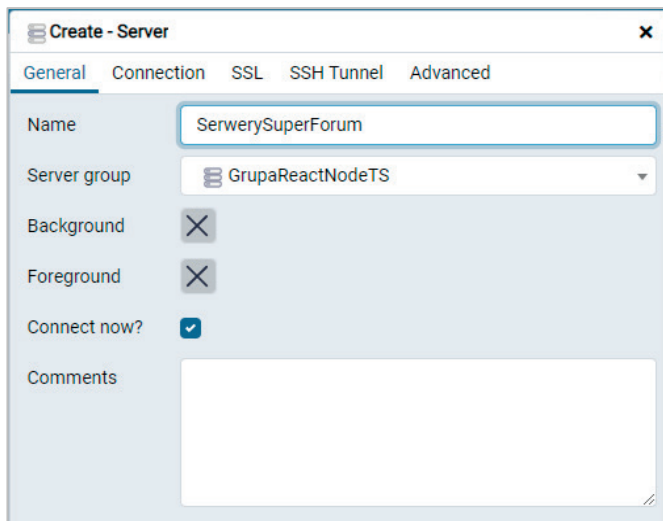 Create - Server
General Connection SSL SSH Tunnel Advanced
Name SerwerySuperForum
Server group GrupaReactNodeTS
Background
Foreground
Connect now?
Comments